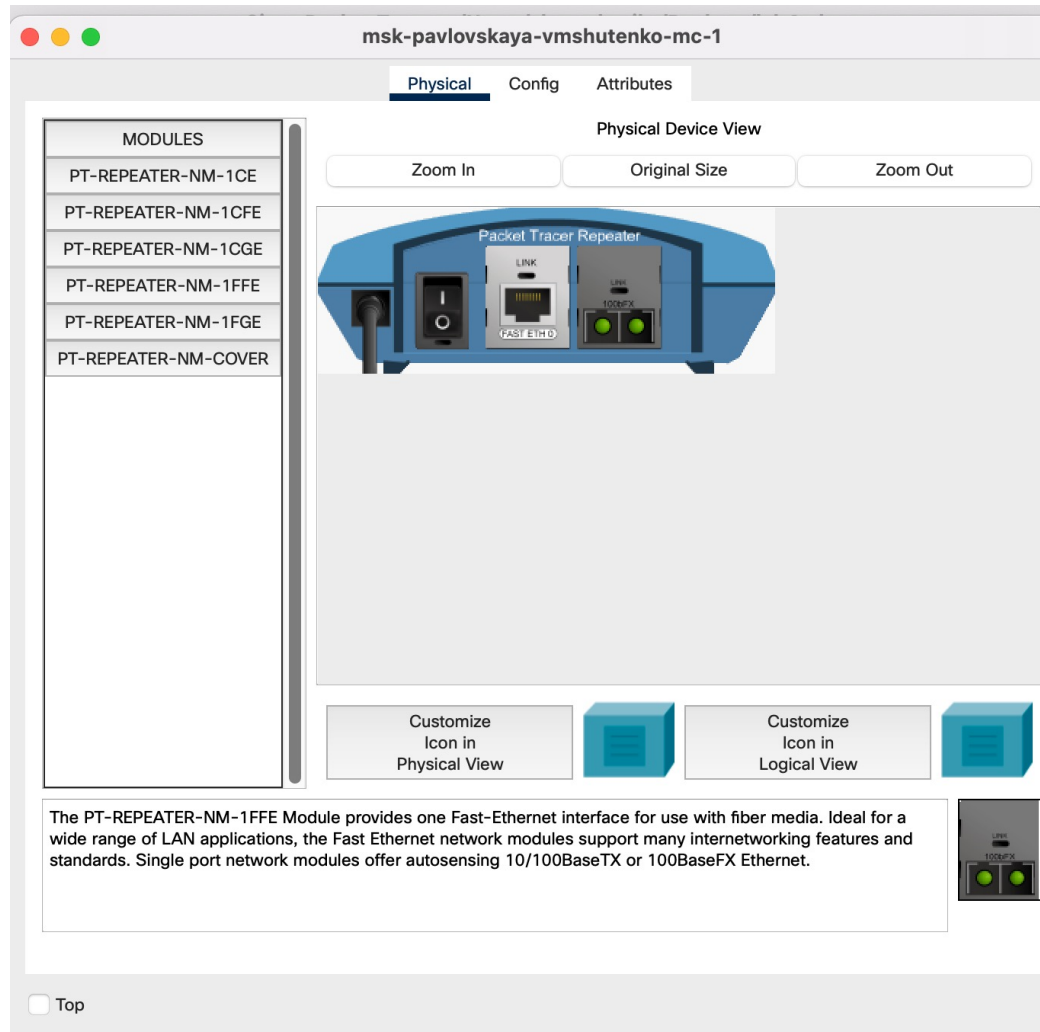 msk-pavlovskaya-vmshutenko-mc-1
Physical Config Attributes
MODULES
PT-REPEATER-NM-1CE
PT-REPEATER-NM-1CFE
PT-REPEATER-NM-1CGE
PT-REPEATER-NM-1FFE
PT-REPEATER-NM-1FGE
PT-REPEATER-NM-COVER
Physical Device View
Zoom In Original Size Zoom Out
Packet Tracer Repeater
LINK
LINK
100bFX
FAST ETH 0
Customize
Icon in
Physical View
Customize
Icon in
Logical View
The PT-REPEATER-NM-1FFE Module provides one Fast-Ethernet interface for use with fiber media. Ideal for a
wide range of LAN applications, the Fast Ethernet network modules support many internetworking features and
standards. Single port network modules offer autosensing 10/100BaseTX or 100BaseFX Ethernet.
LINK
100bFX
Top